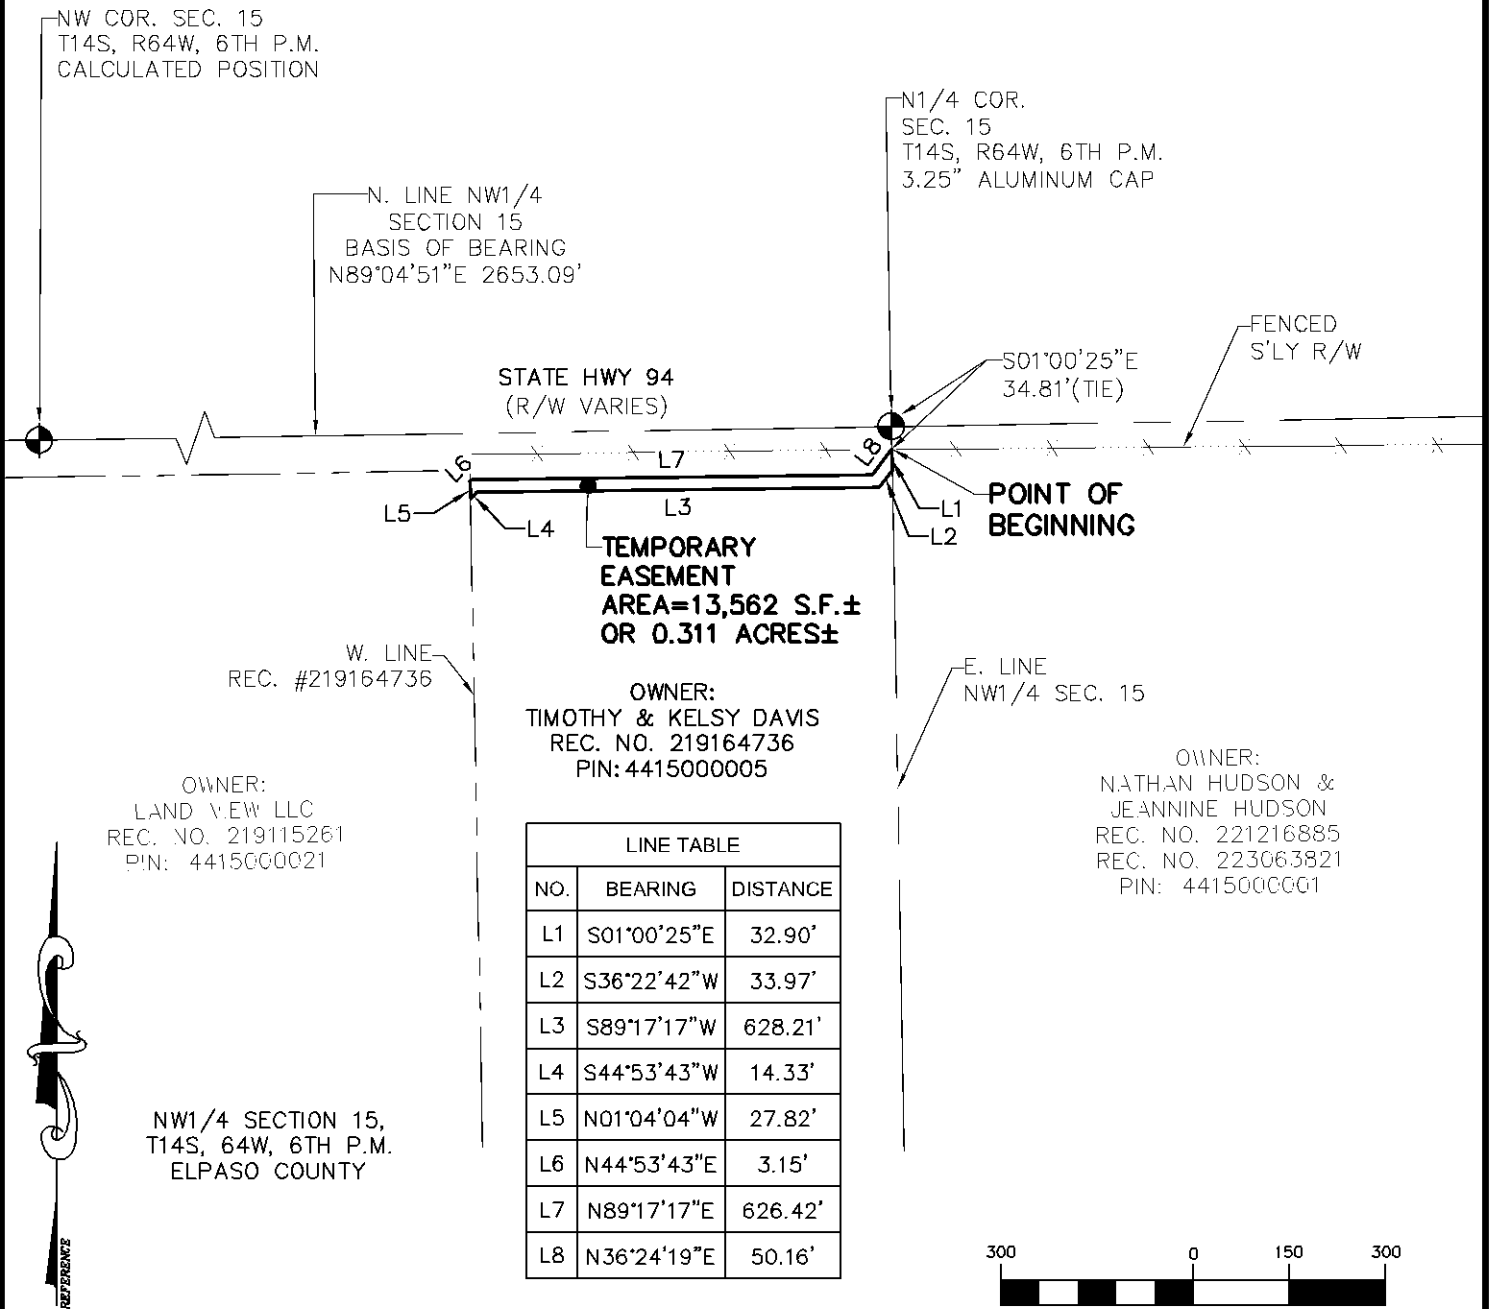 NW COR. SEC. 15
T14S, R64W, 6TH P.M.
CALCULATED POSITION
N1/4 COR.
SEC. 15
T14S, R64W, 6TH P.M.
3.25" ALUMINUM CAP
N. LINE NW1/4
SECTION 15
BASIS OF BEARING
N89°04'51"E 2653.09'
FENCED
S'LY R/W
S01°00'25"E
34.81'(TIE)
STATE HWY 94
(R/W VARIES)
L6
L7
L8
L5
L4
L3
L1
L2
POINT OF
BEGINNING
TEMPORARY
EASEMENT
AREA=13,562 S.F.±
OR 0.311 ACRES±
W. LINE
REC. #219164736
E. LINE
NW1/4 SEC. 15
OWNER:
TIMOTHY & KELSY DAVIS
REC. NO. 219164736
PIN: 4415000005
OWNER:
LAND VIEW LLC
REC. NO. 219115261
PIN: 4415000021
OWNER:
NATHAN HUDSON &
JEANNINE HUDSON
REC. NO. 221216885
REC. NO. 223063821
PIN: 4415000001
LINE TABLE
NO. BEARING DISTANCE
L1 S01°00'25"E 32.90'
L2 S36°22'42"W 33.97'
L3 S89°17'17"W 628.21'
L4 S44°53'43"W 14.33'
L5 N01°04'04"W 27.82'
L6 N44°53'43"E 3.15'
L7 N89°17'17"E 626.42'
L8 N36°24'19"E 50.16'
NW1/4 SECTION 15,
T14S, 64W, 6TH P.M.
ELPASO COUNTY
REFERENCE
300 0 150 300